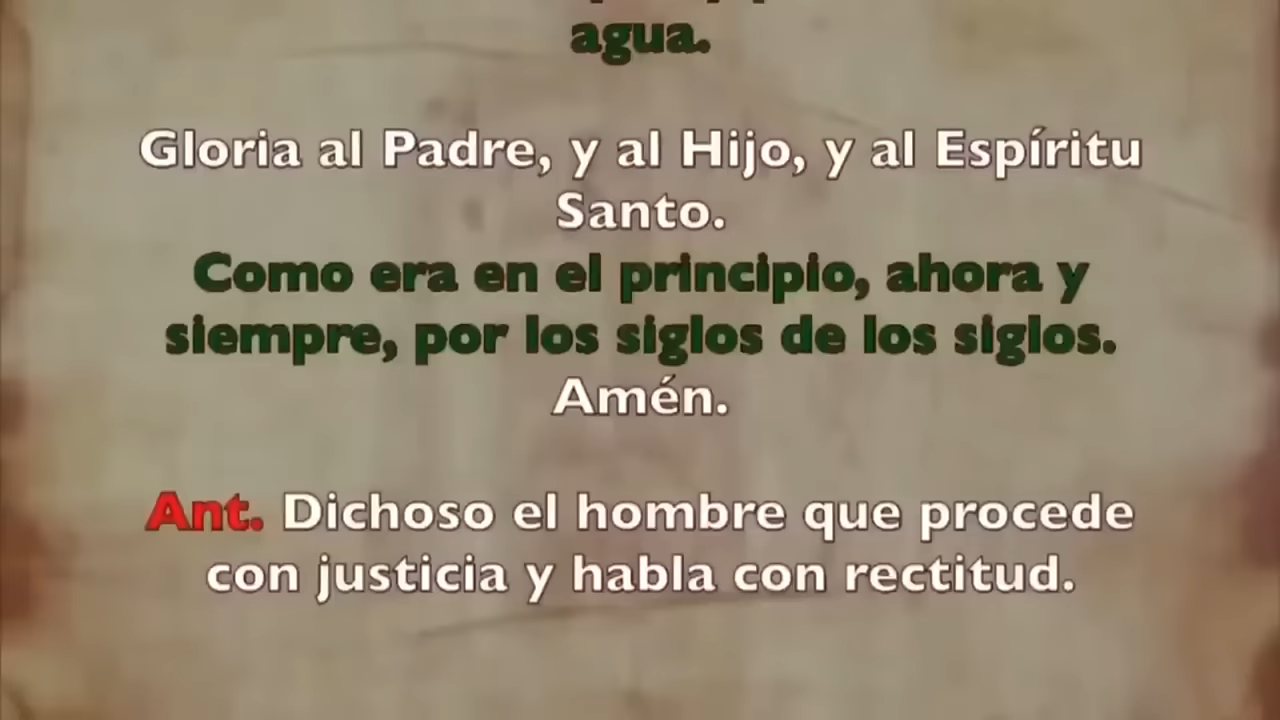 agua.
Gloria al Padre, y al Hijo, y al Espíritu
Santo.
Como era en el principio, ahora y
siempre, por los siglos de los siglos.
Amén.
Ant. Dichoso el hombre que procede
con justicia y habla con rectitud.